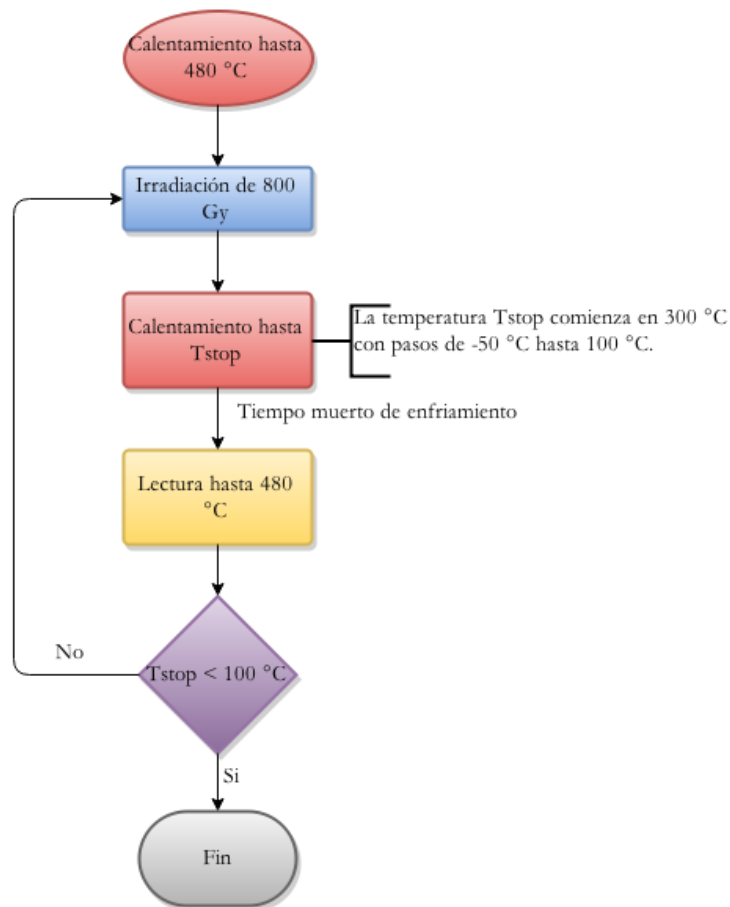 Calentamiento hasta
480 °C
Irradiación de 800
Gy
Calentamiento hasta
Tstop
La temperatura Tstop comienza en 300 °C
con pasos de -50 °C hasta 100 °C.
Tiempo muerto de enfriamiento
Lectura hasta 480
°C
No
Tstop < 100 °C
Si
Fin